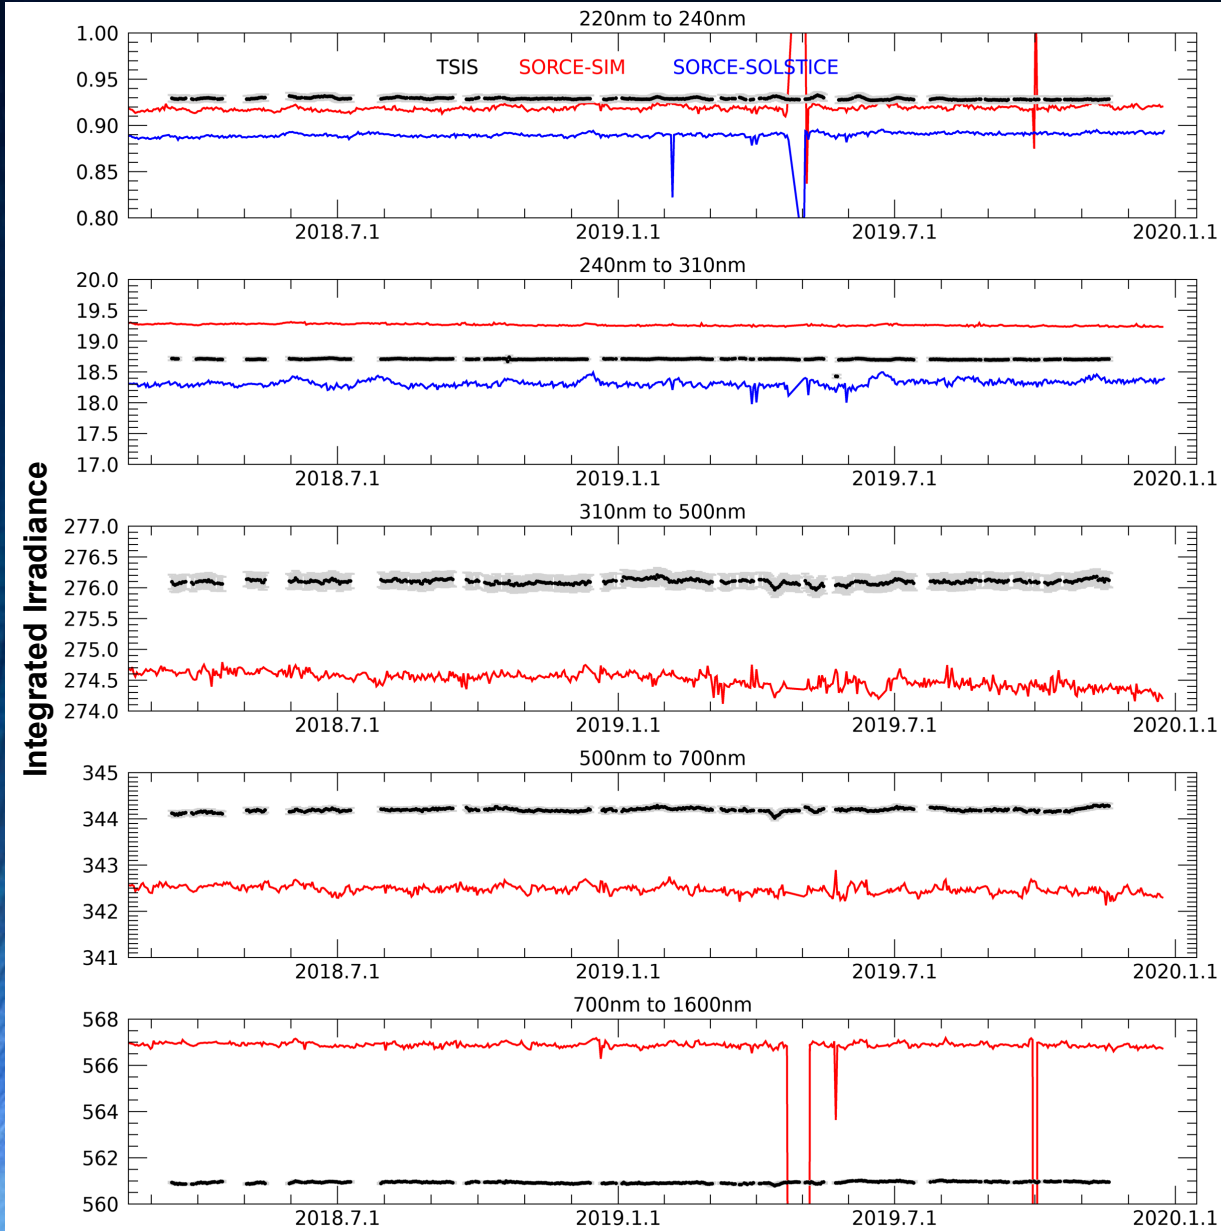 220nm to 240nm
TSIS SORCE-SIM SORCE-SOLSTICE
1.00
0.95
0.90
0.85
0.80
2018.7.1 2019.1.1 2019.7.1 2020.1.1
240nm to 310nm
20.0
19.5
19.0
18.5
18.0
17.5
17.0
2018.7.1 2019.1.1 2019.7.1 2020.1.1
Integrated Irradiance
310nm to 500nm
277.0
276.5
276.0
275.5
275.0
274.5
274.0
2018.7.1 2019.1.1 2019.7.1 2020.1.1
500nm to 700nm
345
344
343
342
341
2018.7.1 2019.1.1 2019.7.1 2020.1.1
700nm to 1600nm
568
566
564
562
560
2018.7.1 2019.1.1 2019.7.1 2020.1.1